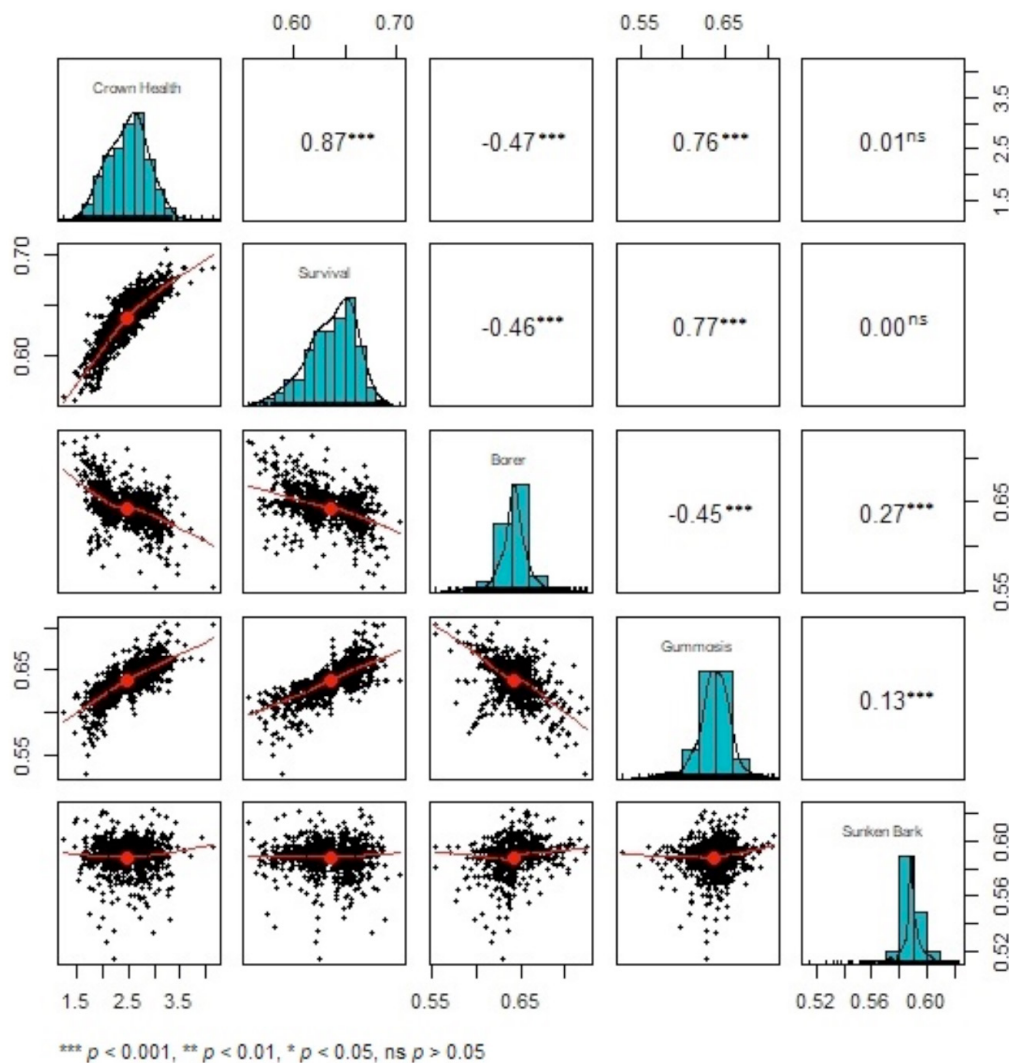 0.60 0.70 0.55 0.65
Crown Health
0.87*** -0.47*** 0.76*** 0.01ns
1.5 2.5 3.5
0.60 0.70
Survival
-0.46*** 0.77*** 0.00ns
Borer
-0.45*** 0.27***
0.55 0.65
0.55 0.65
Gummosis
0.13***
Sunken Bark
0.52 0.56 0.60
1.5 2.5 3.5 0.55 0.65 0.52 0.56 0.60
*** p < 0.001, ** p < 0.01, * p < 0.05, ns p > 0.05